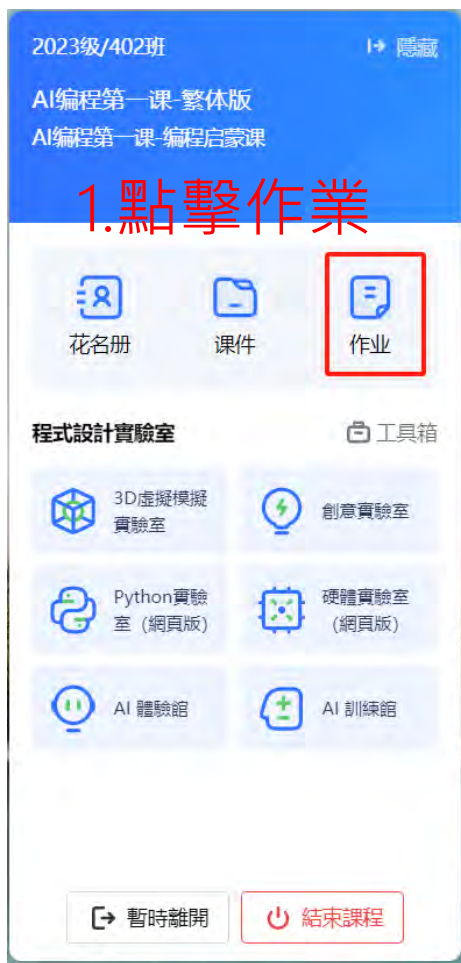 2023级/402班
隱藏
AI编程第一课-繁体版
AI编程第一课-编程启蒙课
1.點擊作業
花名册
课件
作业
程式設計實驗室
工具箱
3D虛擬模擬
實驗室
創意實驗室
Python實驗
室（網頁版）
硬體實驗室
（網頁版）
AI 體驗館
AI 訓練館
暫時離開
結束課程